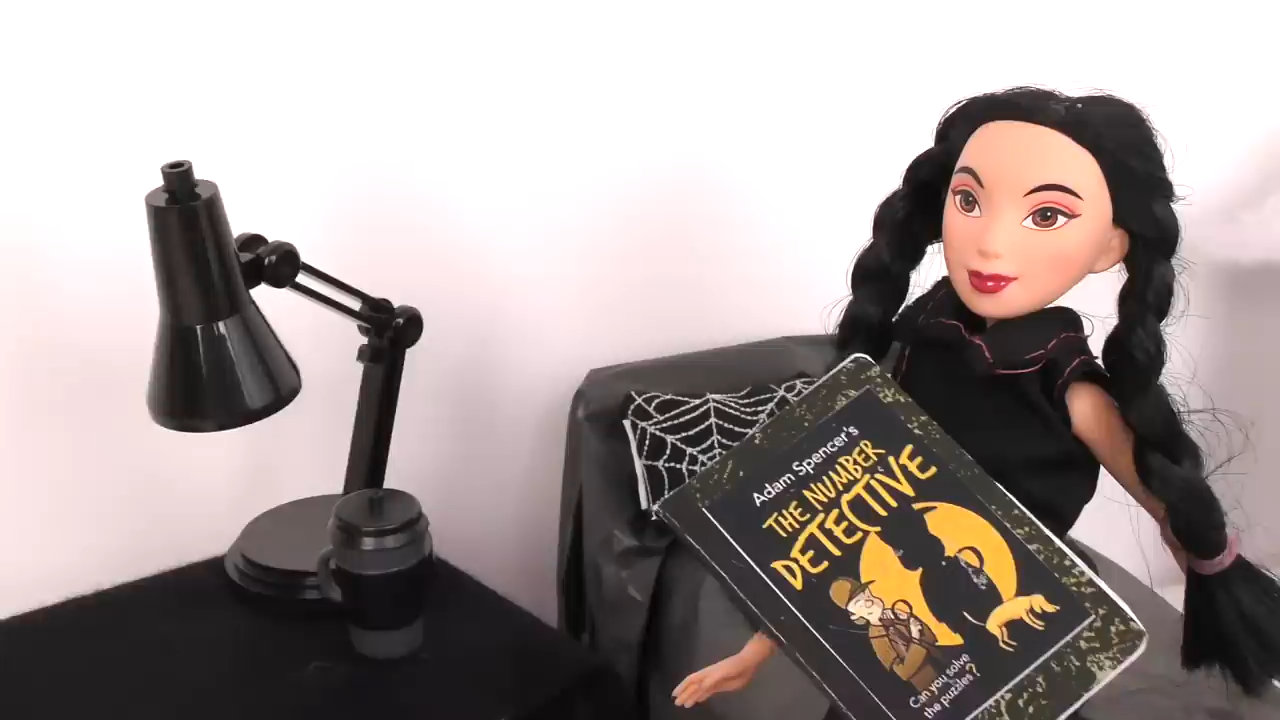 Adam Spencer's
THE NUMBER
DETECTIVE
Can you solve
the puzzles?